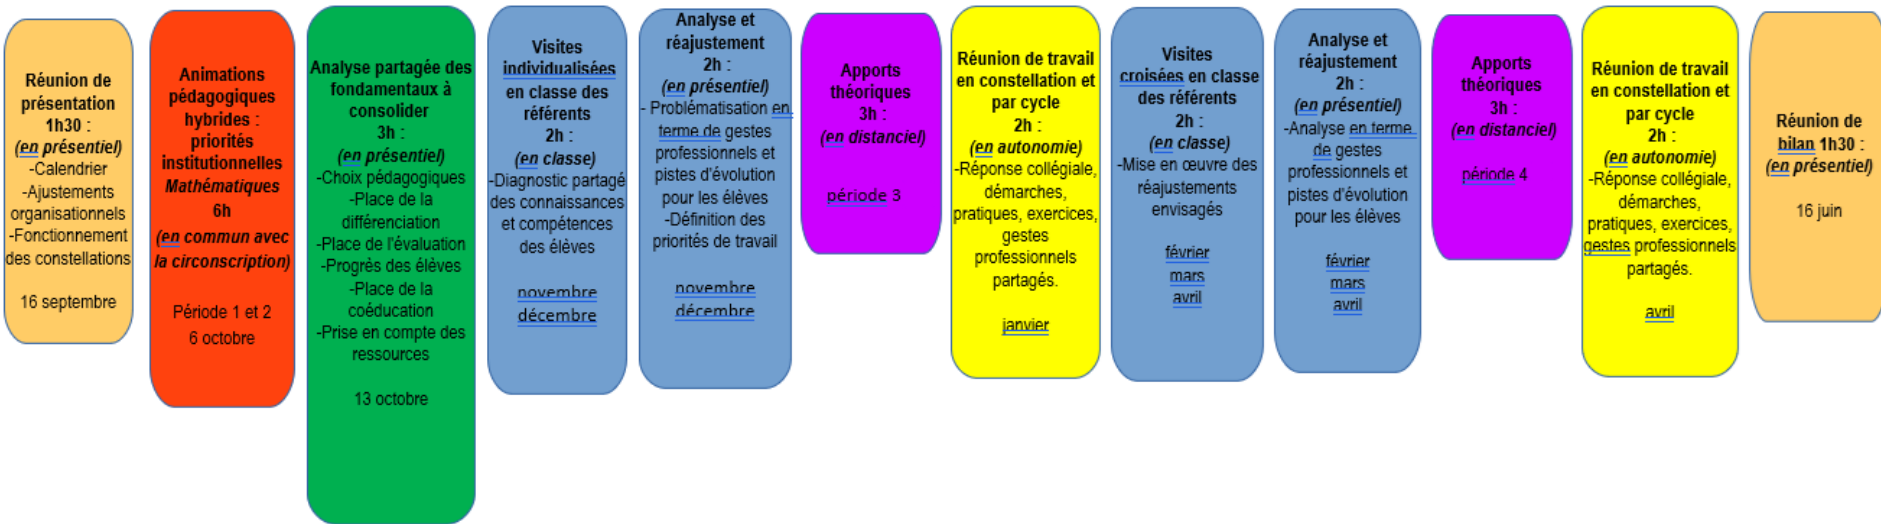 Réunion de
présentation
1h30 :
(en présentiel)
-Calendrier
-Ajustements
organisationnels
-Fonctionnement
des constellations
16 septembre
Animations
pédagogiques
hybrides :
priorités
institutionnelles
Mathématiques
6h
(en commun avec
la circonscription)
Période 1 et 2
6 octobre
Analyse partagée des
fondamentaux à
consolider
3h :
(en présentiel)
-Choix pédagogiques
-Place de la
différenciation
-Place de l'évaluation
-Progrès des élèves
-Place de la
coéducation
-Prise en compte des
ressources
13 octobre
Visites
individualisées
en classe des
référents
2h :
(en classe)
-Diagnostic partagé
des connaissances
et compétences
des élèves
novembre
décembre
Analyse et
réajustement
2h :
(en présentiel)
- Problématisation en
terme de gestes
professionnels et
pistes d'évolution
pour les élèves
-Définition des
priorités de travail
novembre
décembre
Apports
théoriques
3h :
(en distanciel)
période 3
Réunion de travail
en constellation et
par cycle
2h :
(en autonomie)
-Réponse collégiale,
démarches,
pratiques, exercices,
gestes
professionnels
partagés.
janvier
Visites
croisées en classe
des référents
2h :
(en classe)
-Mise en œuvre des
réajustements
envisagés
février
mars
avril
Analyse et
réajustement
2h :
(en présentiel)
-Analyse en terme
de gestes
professionnels et
pistes d'évolution
pour les élèves
février
mars
avril
Apports
théoriques
3h :
(en distanciel)
période 4
Réunion de travail
en constellation et
par cycle
2h :
(en autonomie)
-Réponse collégiale,
démarches,
pratiques, exercices,
gestes professionnels
partagés.
avril
Réunion de
bilan 1h30 :
(en présentiel)
16 juin